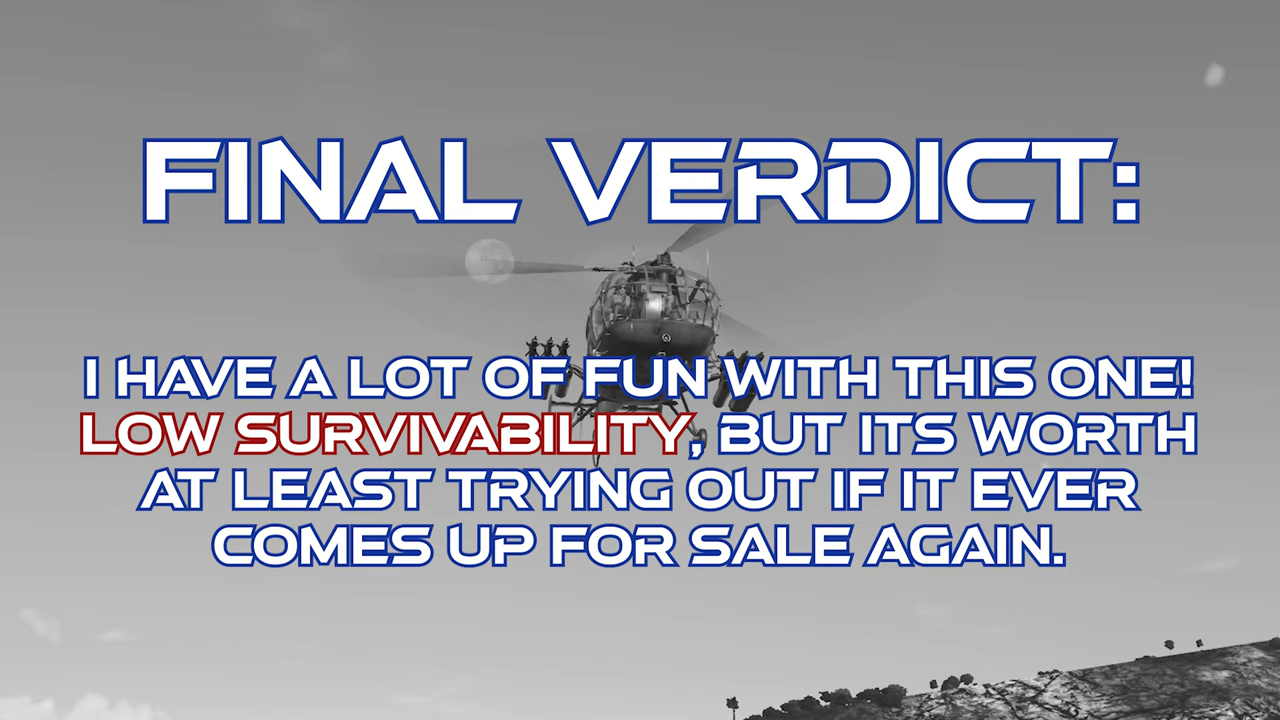 FINAL VERDICT:
I HAVE A LOT OF FUN WITH THIS ONE!
LOW SURVIVABILITY, BUT ITS WORTH
AT LEAST TRYING OUT IF IT EVER
COMES UP FOR SALE AGAIN.